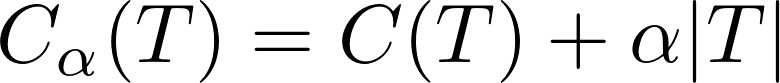 C_α(T) = C(T) + α|T|